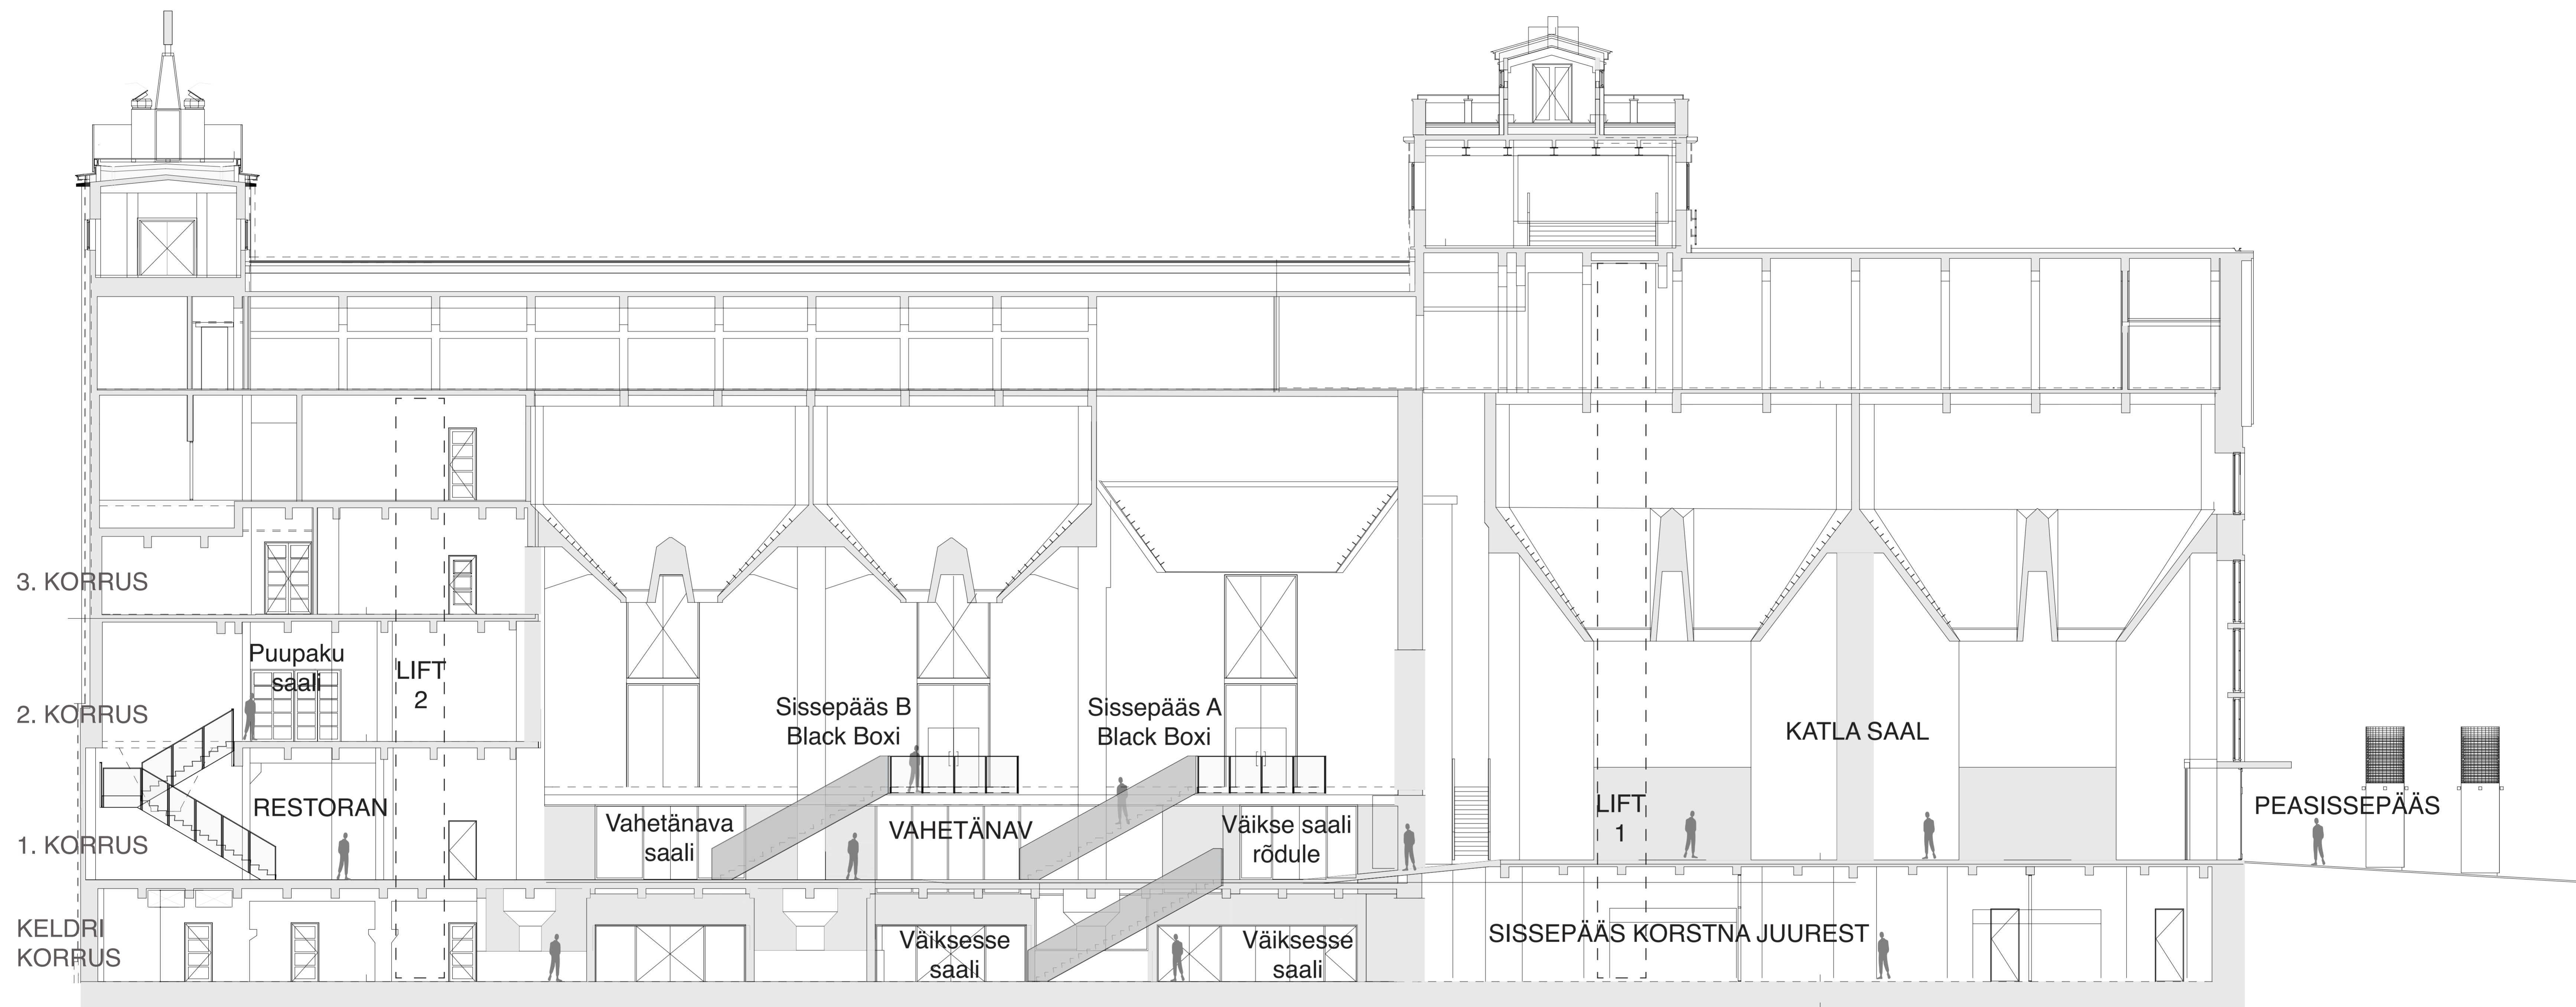 3. KORRUS
Puupaku
saali
LIFT
2
2. KORRUS
Sissepääs B
Black Boxi
Sissepääs A
Black Boxi
KATLA SAAL
RESTORAN
1. KORRUS
Vahetänava
saali
VAHETÄNAV
Väikse saali
rõdule
LIFT
1
PEASISSEPÄÄS
KELDRI
KORRUS
Väiksesse
saali
Väiksesse
saali
SISSEPÄÄS KORSTNA JUUREST